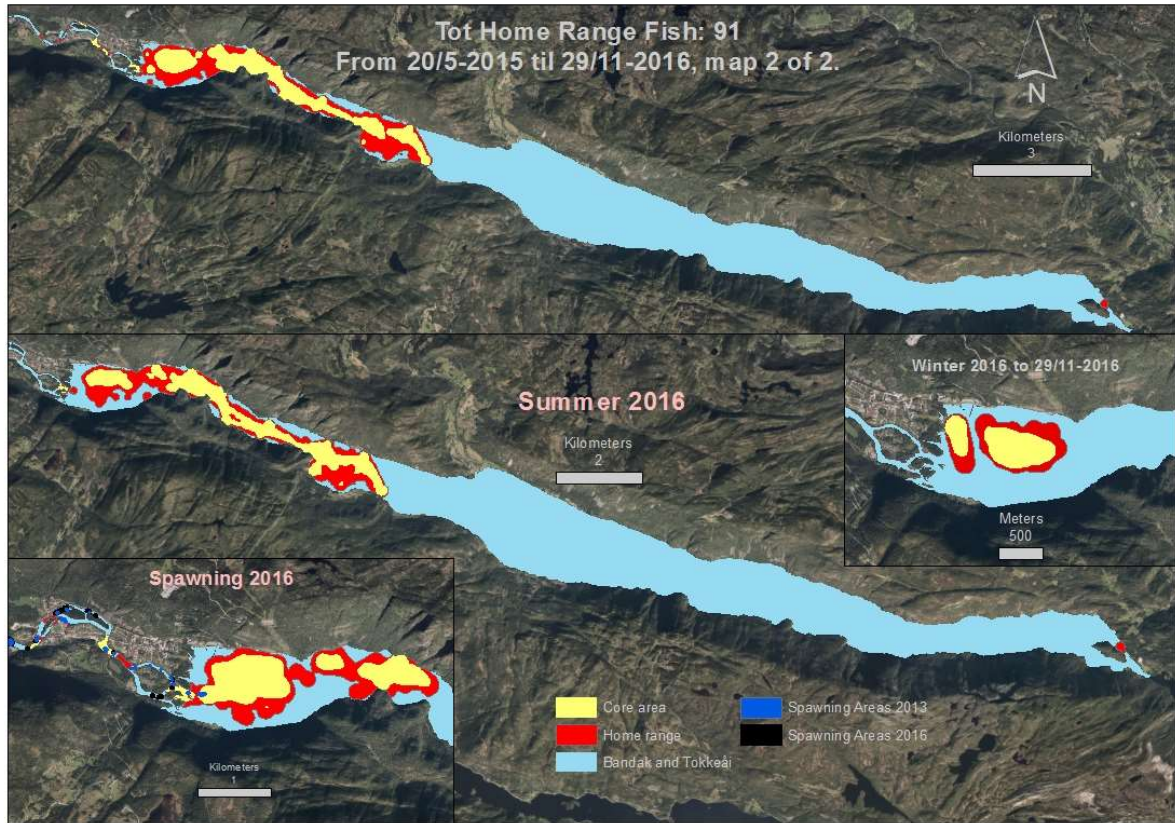 Tot Home Range Fish: 91
From 20/5-2015 til 29/11-2016, map 2 of 2.
N
Kilometers
3
Summer 2016
Kilometers
2
Winter 2016 to 29/11-2016
Meters
500
Spawning 2016
Kilometers
1
Core area
Home range
Bandak and Tokkeåi
Spawning Areas 2013
Spawning Areas 2016